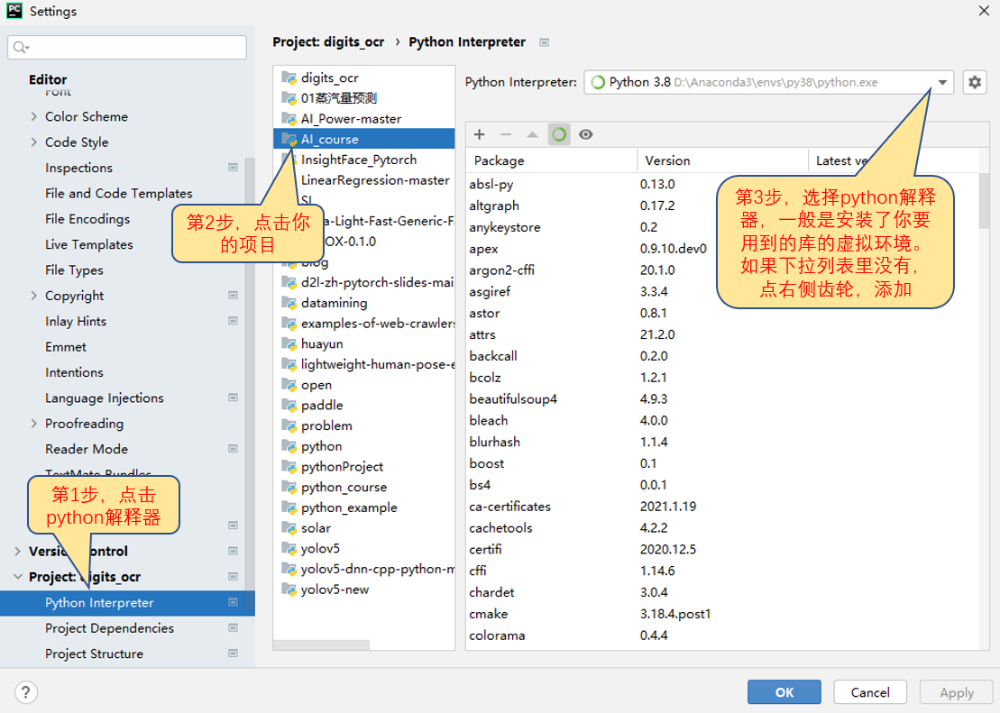 PC Settings
Editor
Font
Color Scheme
Code Style
Inspections
File and Code Templates
File Encodings
Live Templates
File Types
Copyright
Inlay Hints
Emmet
Intentions
Language Injections
Proofreading
Reader Mode
TextMate Bundles
第1步，点击
python解释器
Version Control
Project: digits_ocr
Python Interpreter
Project Dependencies
Project Structure
Project: digits_ocr › Python Interpreter
digits_ocr
01蒸汽量预测
AI_Power-master
AI_course
InsightFace_Pytorch
LinearRegression-master
SL
第2步，点击你
的项目
a-Light-Fast-Generic-F
OX-0.1.0
blog
d2l-zh-pytorch-slides-mai
datamining
examples-of-web-crawlers
huayun
lightweight-human-pose-e
open
paddle
problem
python
pythonProject
python_course
python_example
solar
yolov5
yolov5-dnn-cpp-python-m
yolov5-new
Python Interpreter: Python 3.8 D:\Anaconda3\envs\py38\python.exe
Package Version Latest ve
第3步，选择python解释
器，一般是安装了你要
用到的库的虚拟环境。
如果下拉列表里没有，
点右侧齿轮，添加
absl-py 0.13.0
altgraph 0.17.2
anykeystore 0.2
apex 0.9.10.dev0
argon2-cffi 20.1.0
asgiref 3.3.4
astor 0.8.1
attrs 21.2.0
backcall 0.2.0
bcolz 1.2.1
beautifulsoup4 4.9.3
bleach 4.0.0
blurhash 1.1.4
boost 0.1
bs4 0.0.1
ca-certificates 2021.1.19
cachetools 4.2.2
certifi 2020.12.5
cffi 1.14.6
chardet 3.0.4
cmake 3.18.4.post1
colorama 0.4.4
?
OK Cancel Apply